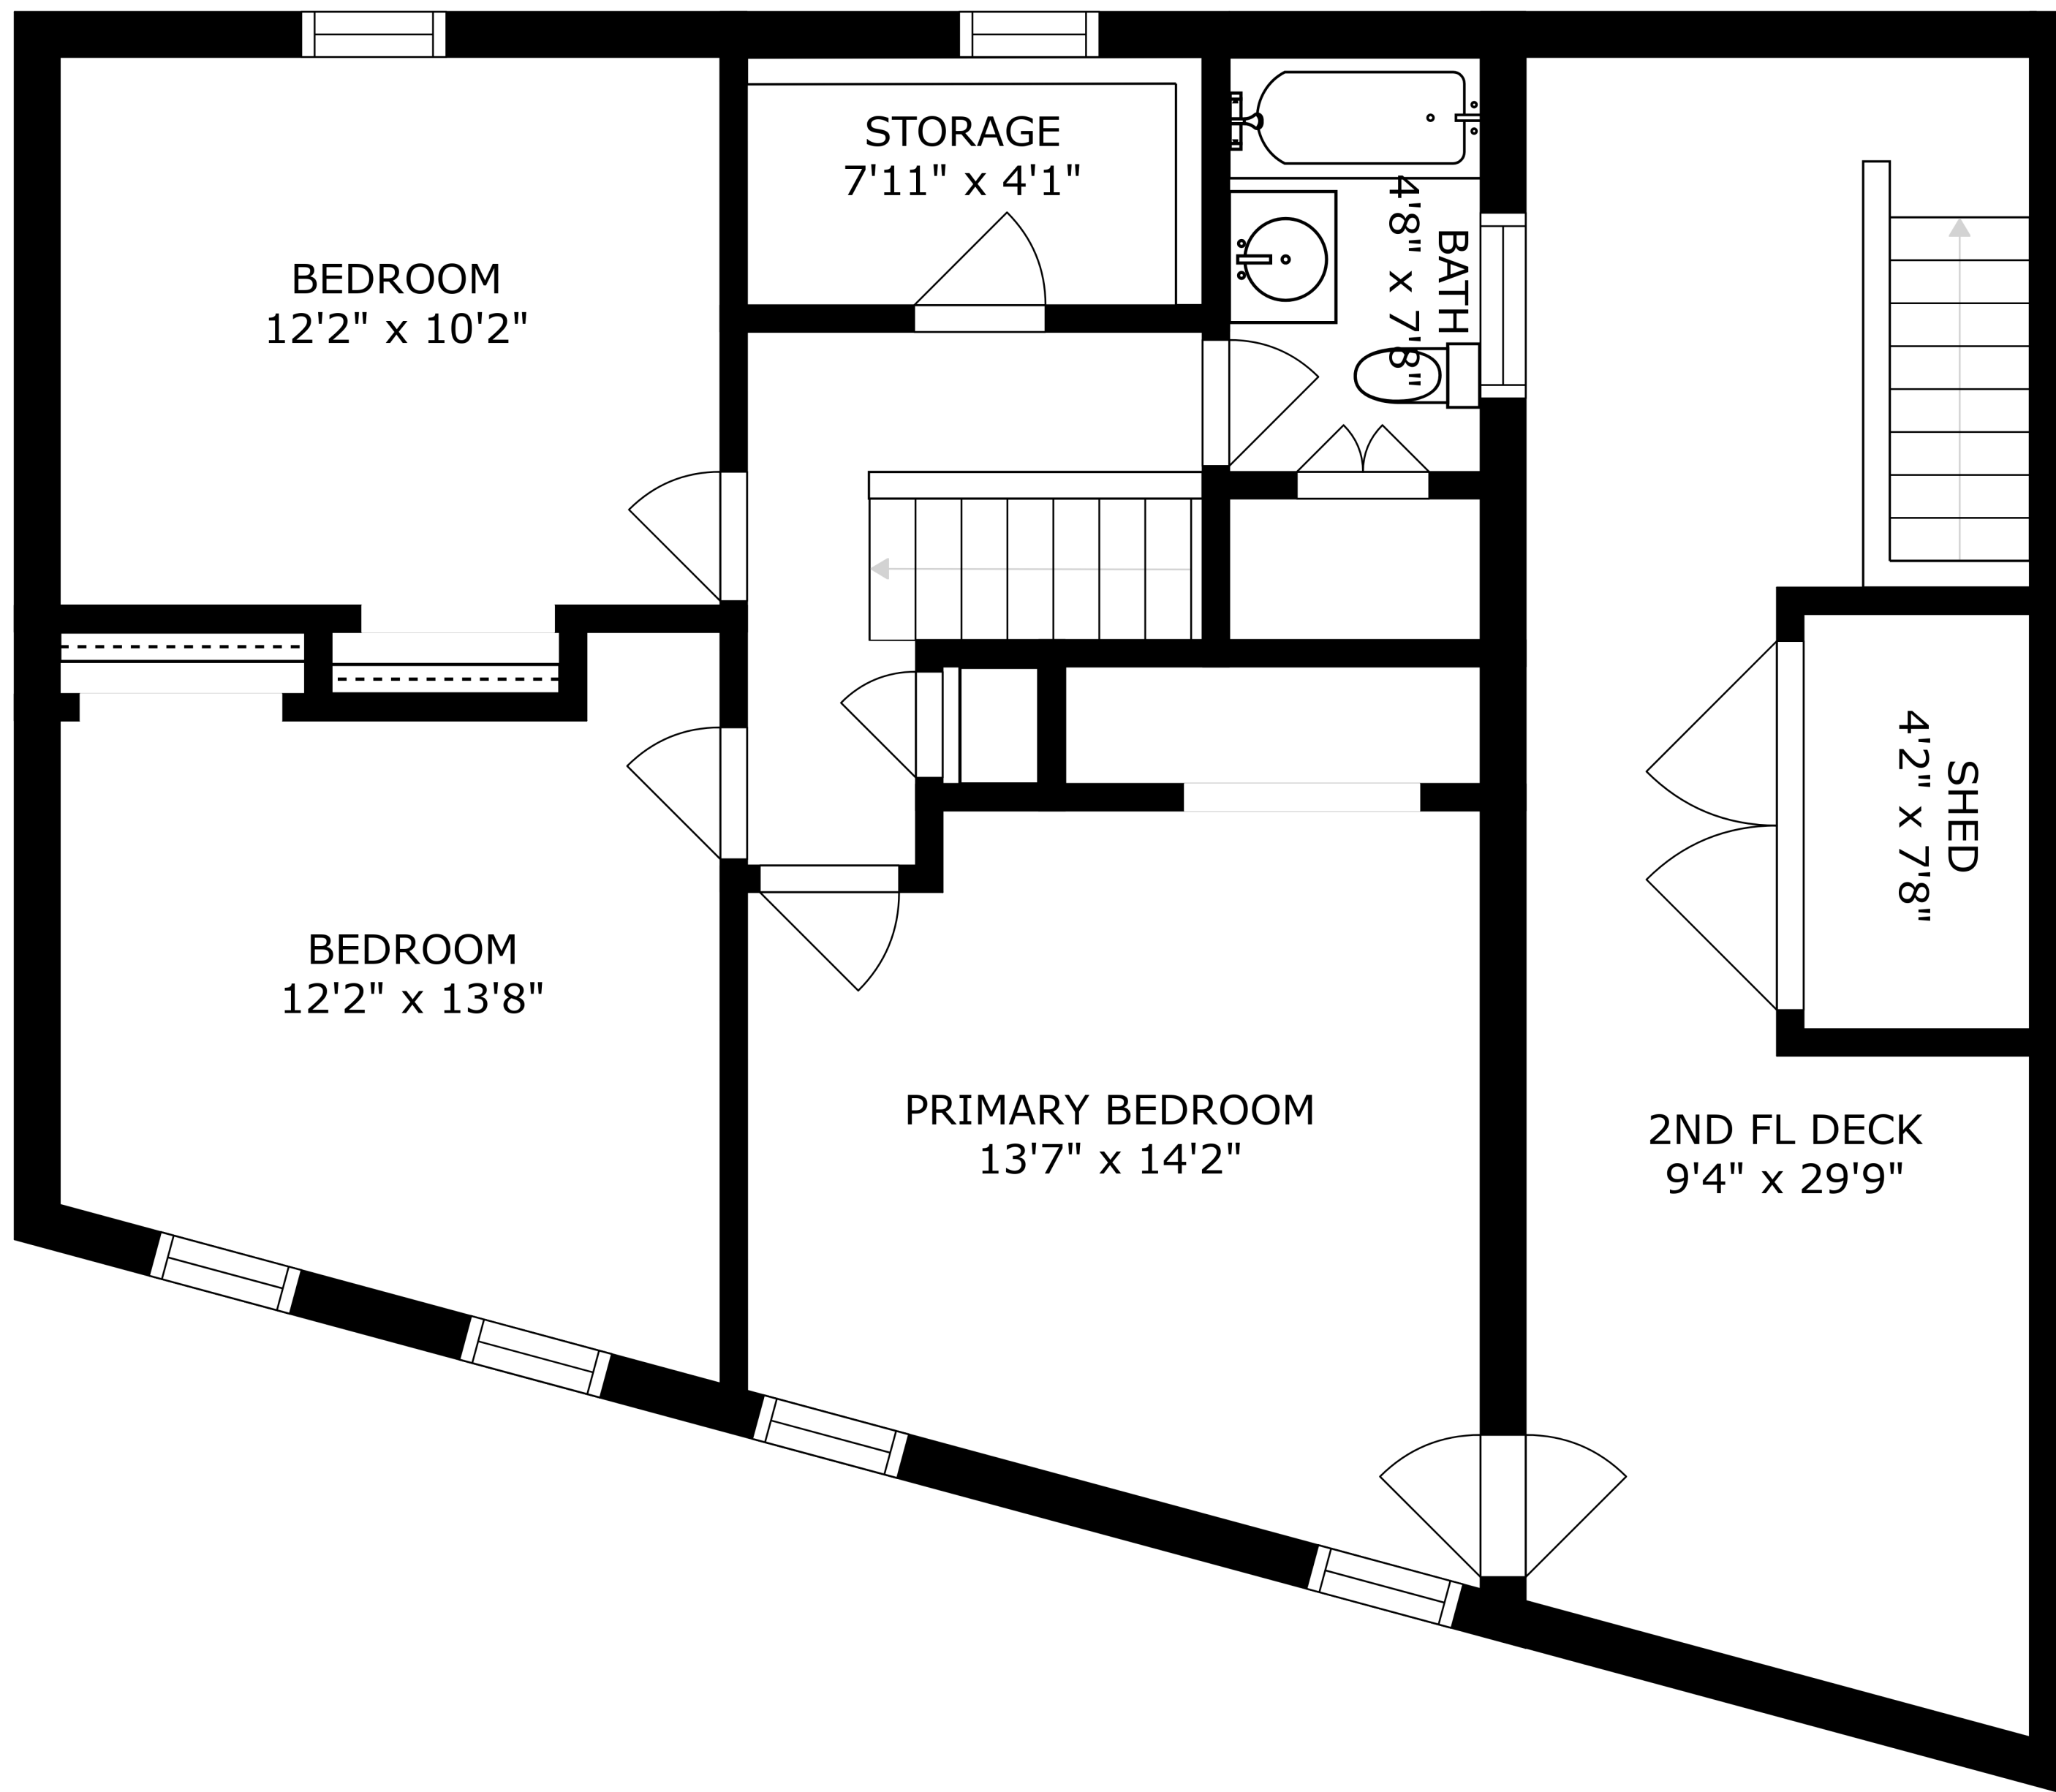 STORAGE
7'11" x 4'1"
BEDROOM
12'2" x 10'2"
BATH
4'8" x 7'8"
SHED
4'2" x 7'8"
BEDROOM
12'2" x 13'8"
PRIMARY BEDROOM
13'7" x 14'2"
2ND FL DECK
9'4" x 29'9"